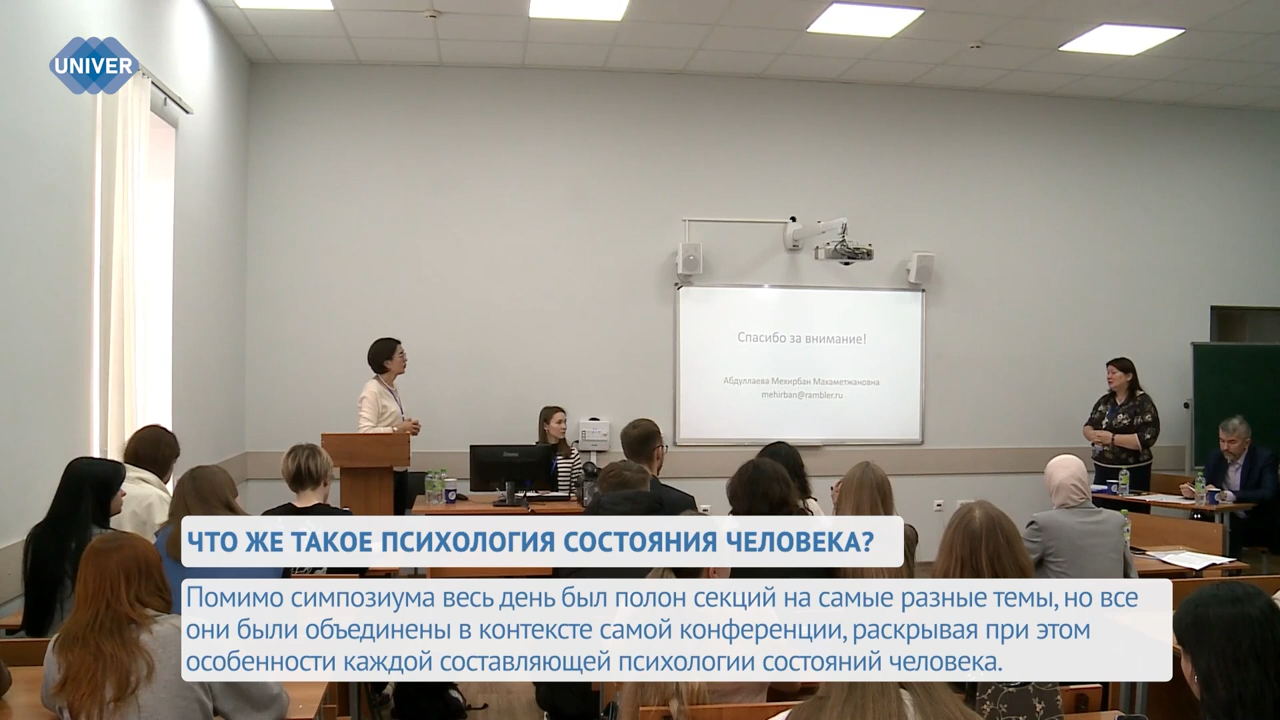 UNIVER
Спасибо за внимание!
Абдуллаева Мехирбан Махаметжановна
mehirban@rambler.ru
ЧТО ЖЕ ТАКОЕ ПСИХОЛОГИЯ СОСТОЯНИЯ ЧЕЛОВЕКА?
Помимо симпозиума весь день был полон секций на самые разные темы, но все
они были объединены в контексте самой конференции, раскрывая при этом
особенности каждой составляющей психологии состояний человека.